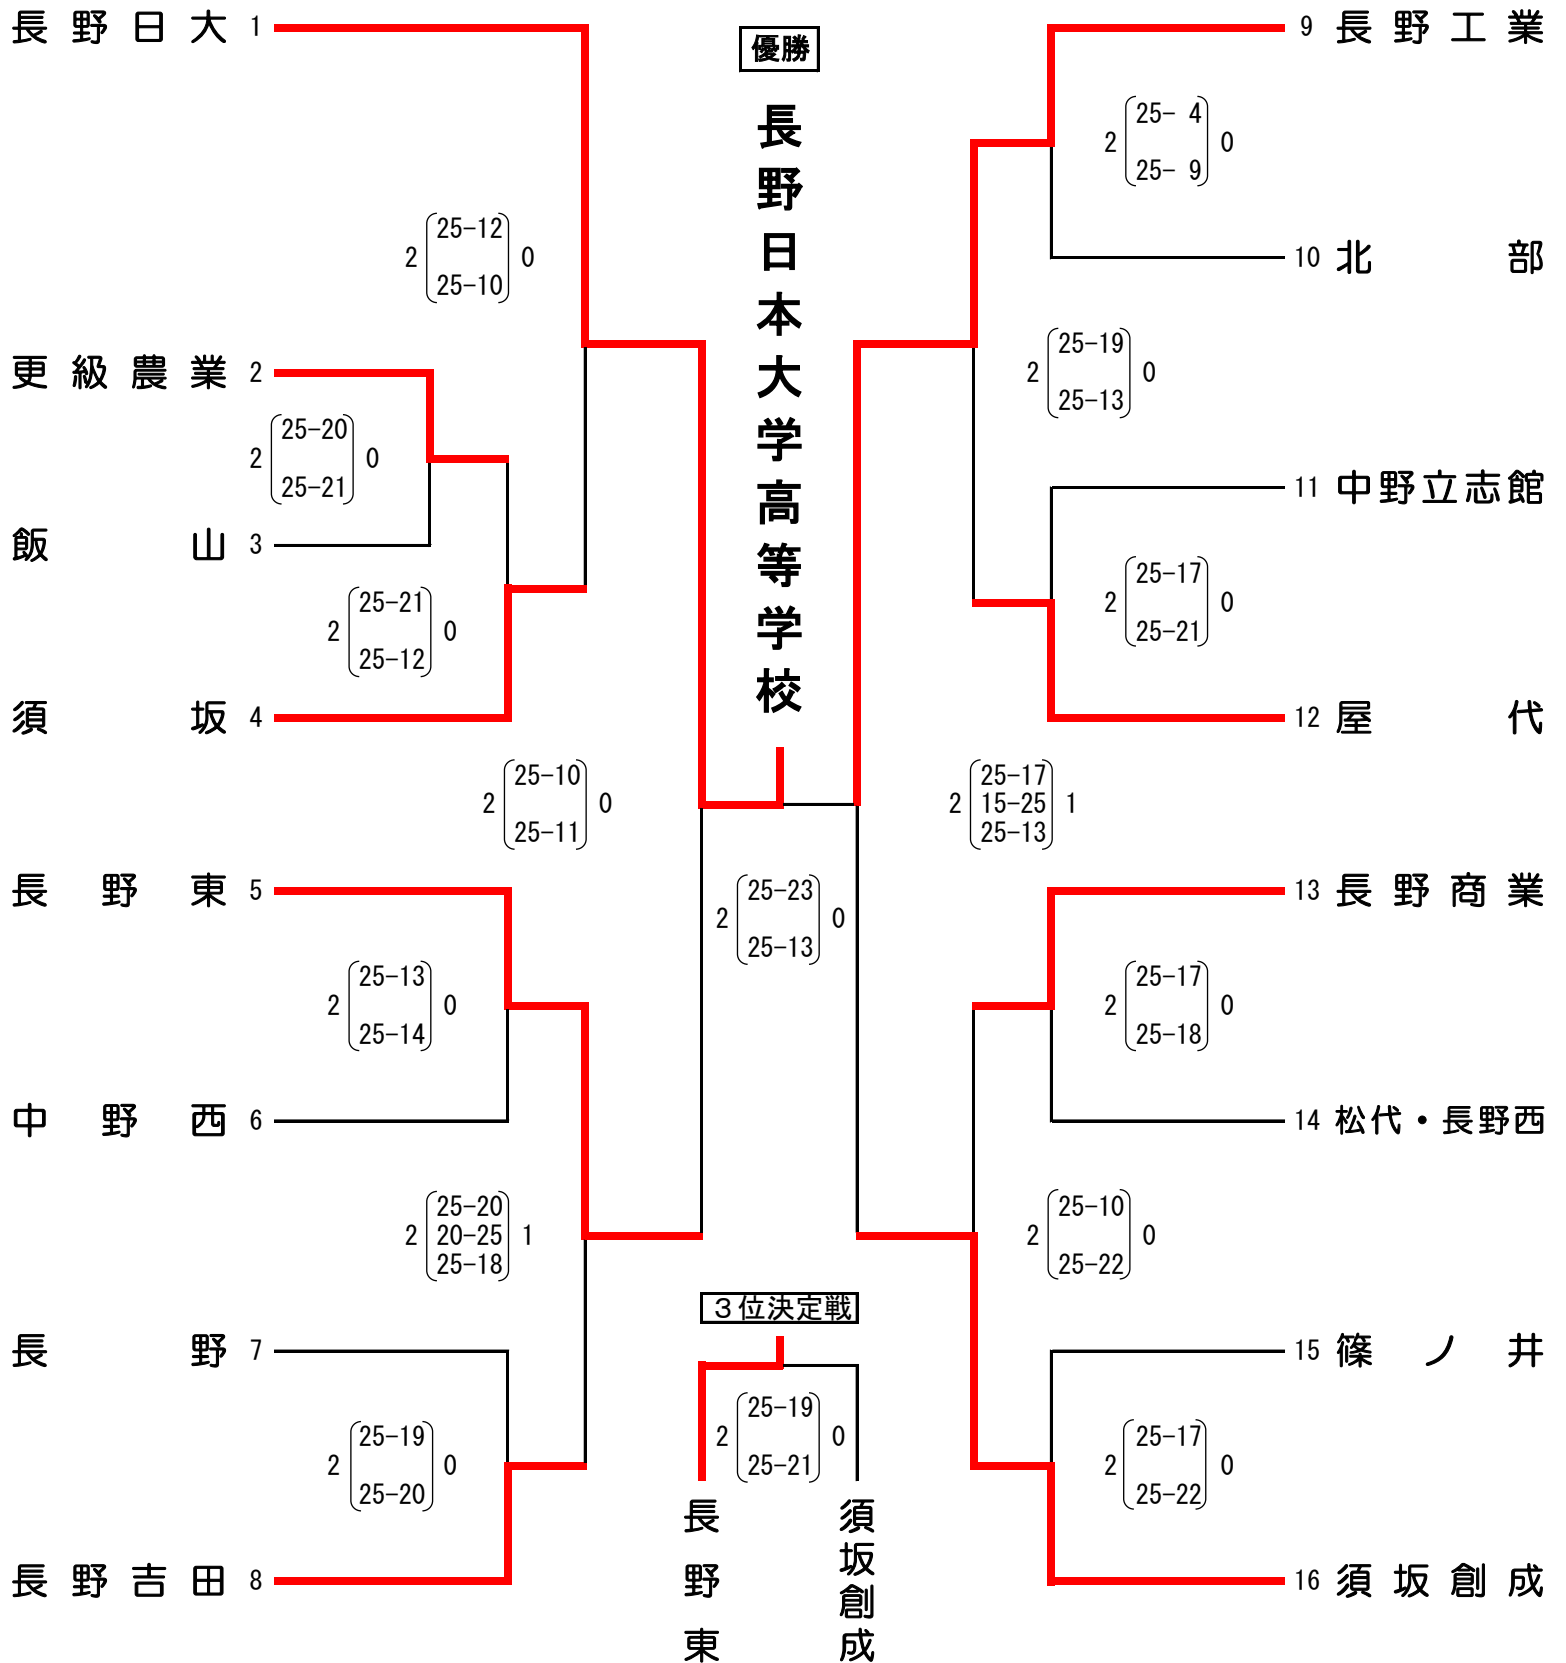 長野日大 1
2 25-12 0
25-10
更級農業 2
2 25-20 0
25-21
飯山 3
2 25-21 0
25-12
須坂 4
2 25-10 0
25-11
長野東 5
2 25-13 0
25-14
中野西 6
2 25-20 1
20-25
25-18
長野 7
2 25-19 0
25-20
長野吉田 8
優勝
長野日本大学高等学校
2 25-23 0
25-13
3位決定戦
2 25-19 0
25-21
長野東
須坂創成
9 長野工業
2 25- 4 0
25- 9
10 北部
2 25-19 0
25-13
11 中野立志館
2 25-17 0
25-21
12 屋代
2 25-17 1
15-25
25-13
13 長野商業
2 25-17 0
25-18
14 松代・長野西
2 25-10 0
25-22
15 篠ノ井
2 25-17 0
25-22
16 須坂創成